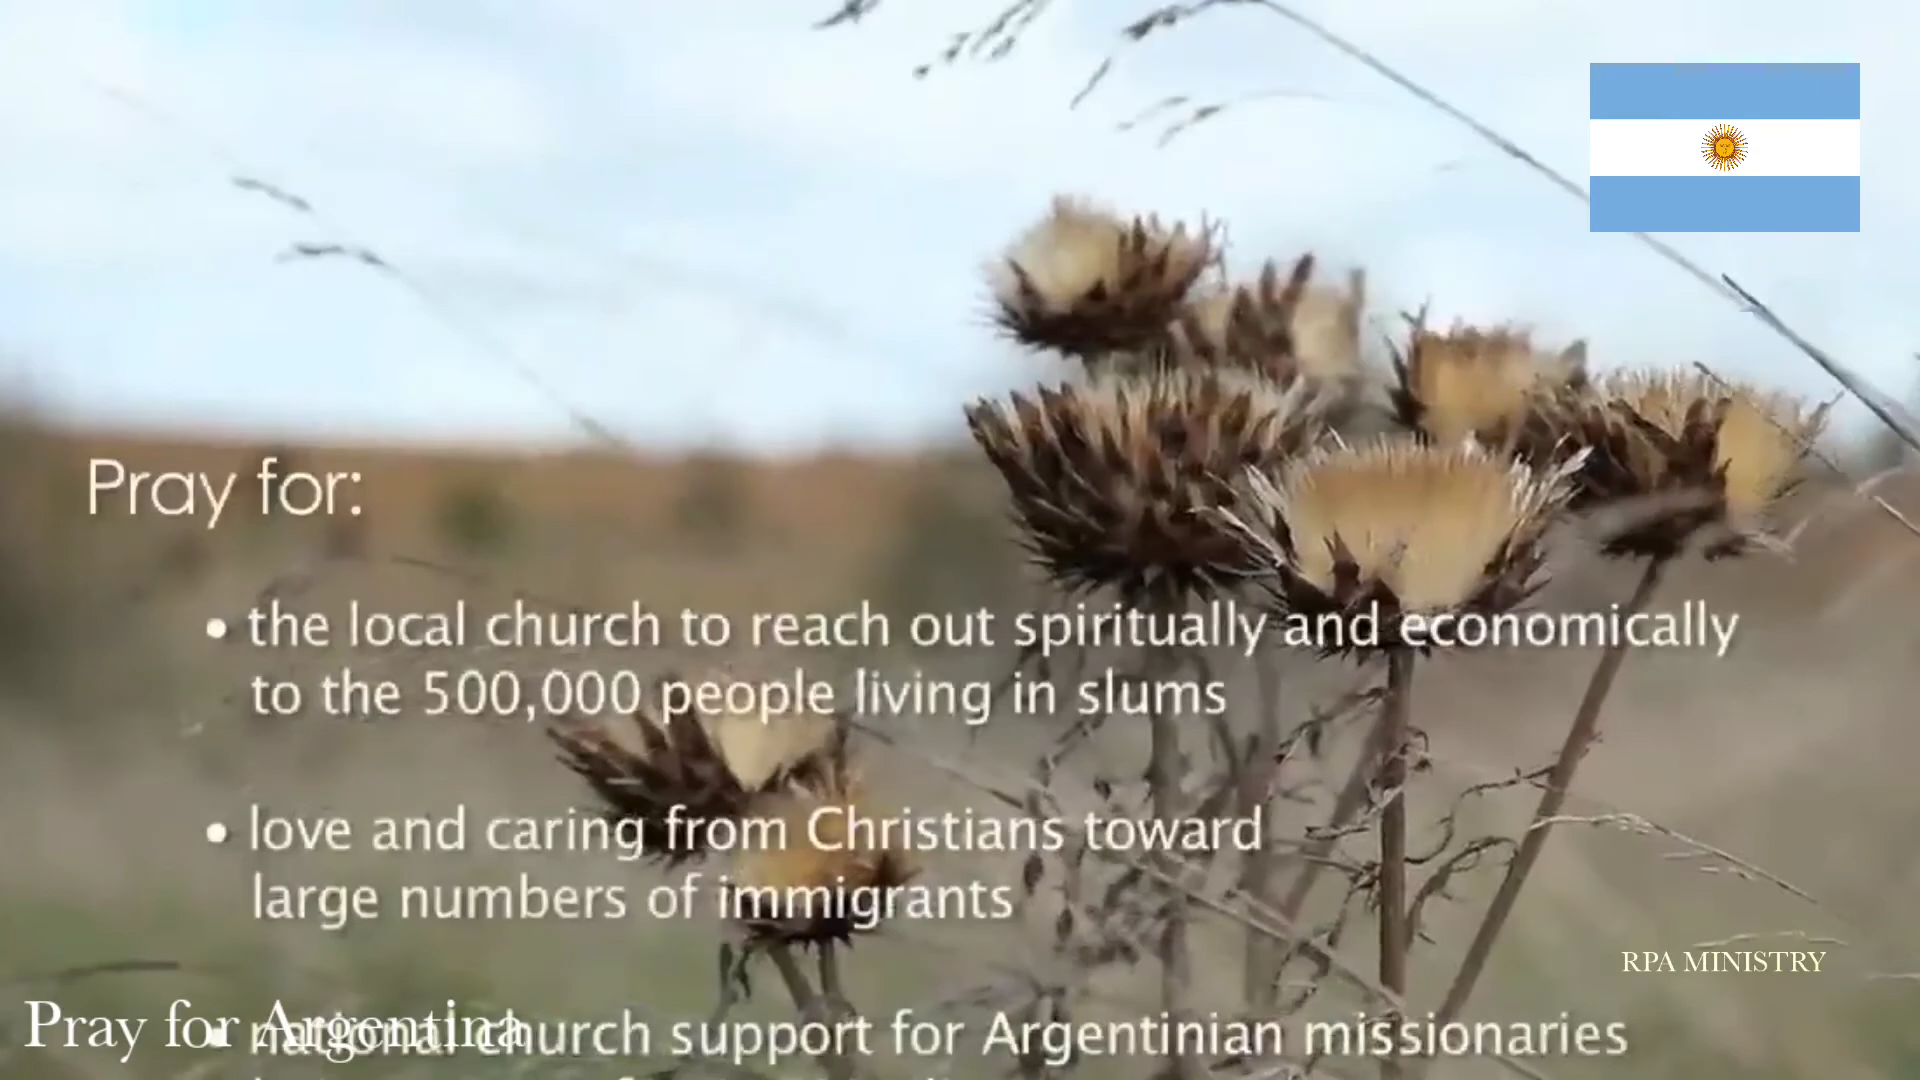 Pray for:
• the local church to reach out spiritually and economically
to the 500,000 people living in slums
• love and caring from Christians toward
large numbers of immigrants
RPA MINISTRY
Pray for Argentina
• national church support for Argentinian missionaries